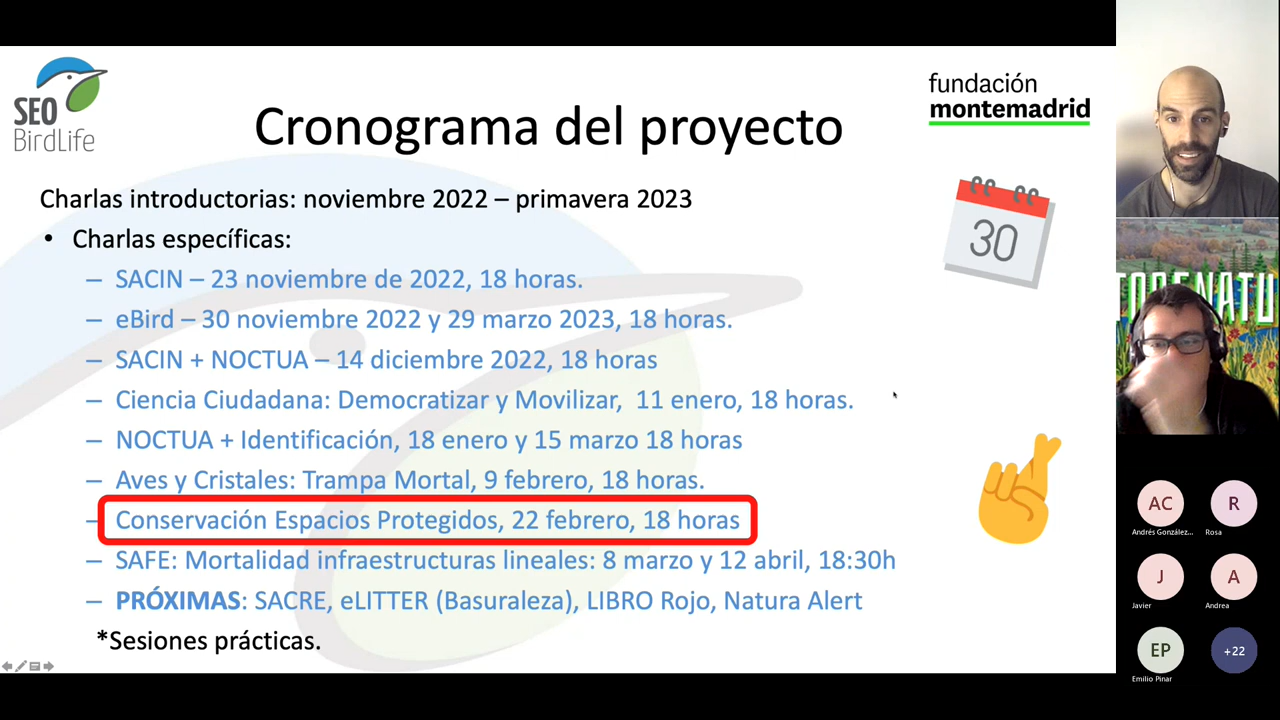 SEO
BirdLife
fundación
montemadrid
Cronograma del proyecto
Charlas introductorias: noviembre 2022 – primavera 2023
• Charlas específicas:
– SACIN – 23 noviembre de 2022, 18 horas.
– eBird – 30 noviembre 2022 y 29 marzo 2023, 18 horas.
– SACIN + NOCTUA – 14 diciembre 2022, 18 horas
– Ciencia Ciudadana: Democratizar y Movilizar, 11 enero, 18 horas.
– NOCTUA + Identificación, 18 enero y 15 marzo 18 horas
– Aves y Cristales: Trampa Mortal, 9 febrero, 18 horas.
– Conservación Espacios Protegidos, 22 febrero, 18 horas
– SAFE: Mortalidad infraestructuras lineales: 8 marzo y 12 abril, 18:30h
– PRÓXIMAS: SACRE, eLITTER (Basuraleza), LIBRO Rojo, Natura Alert
*Sesiones prácticas.
30
AC
Andrés González...
R
Rosa
J
Javier
A
Andrea
EP
Emilio Pinar
+22